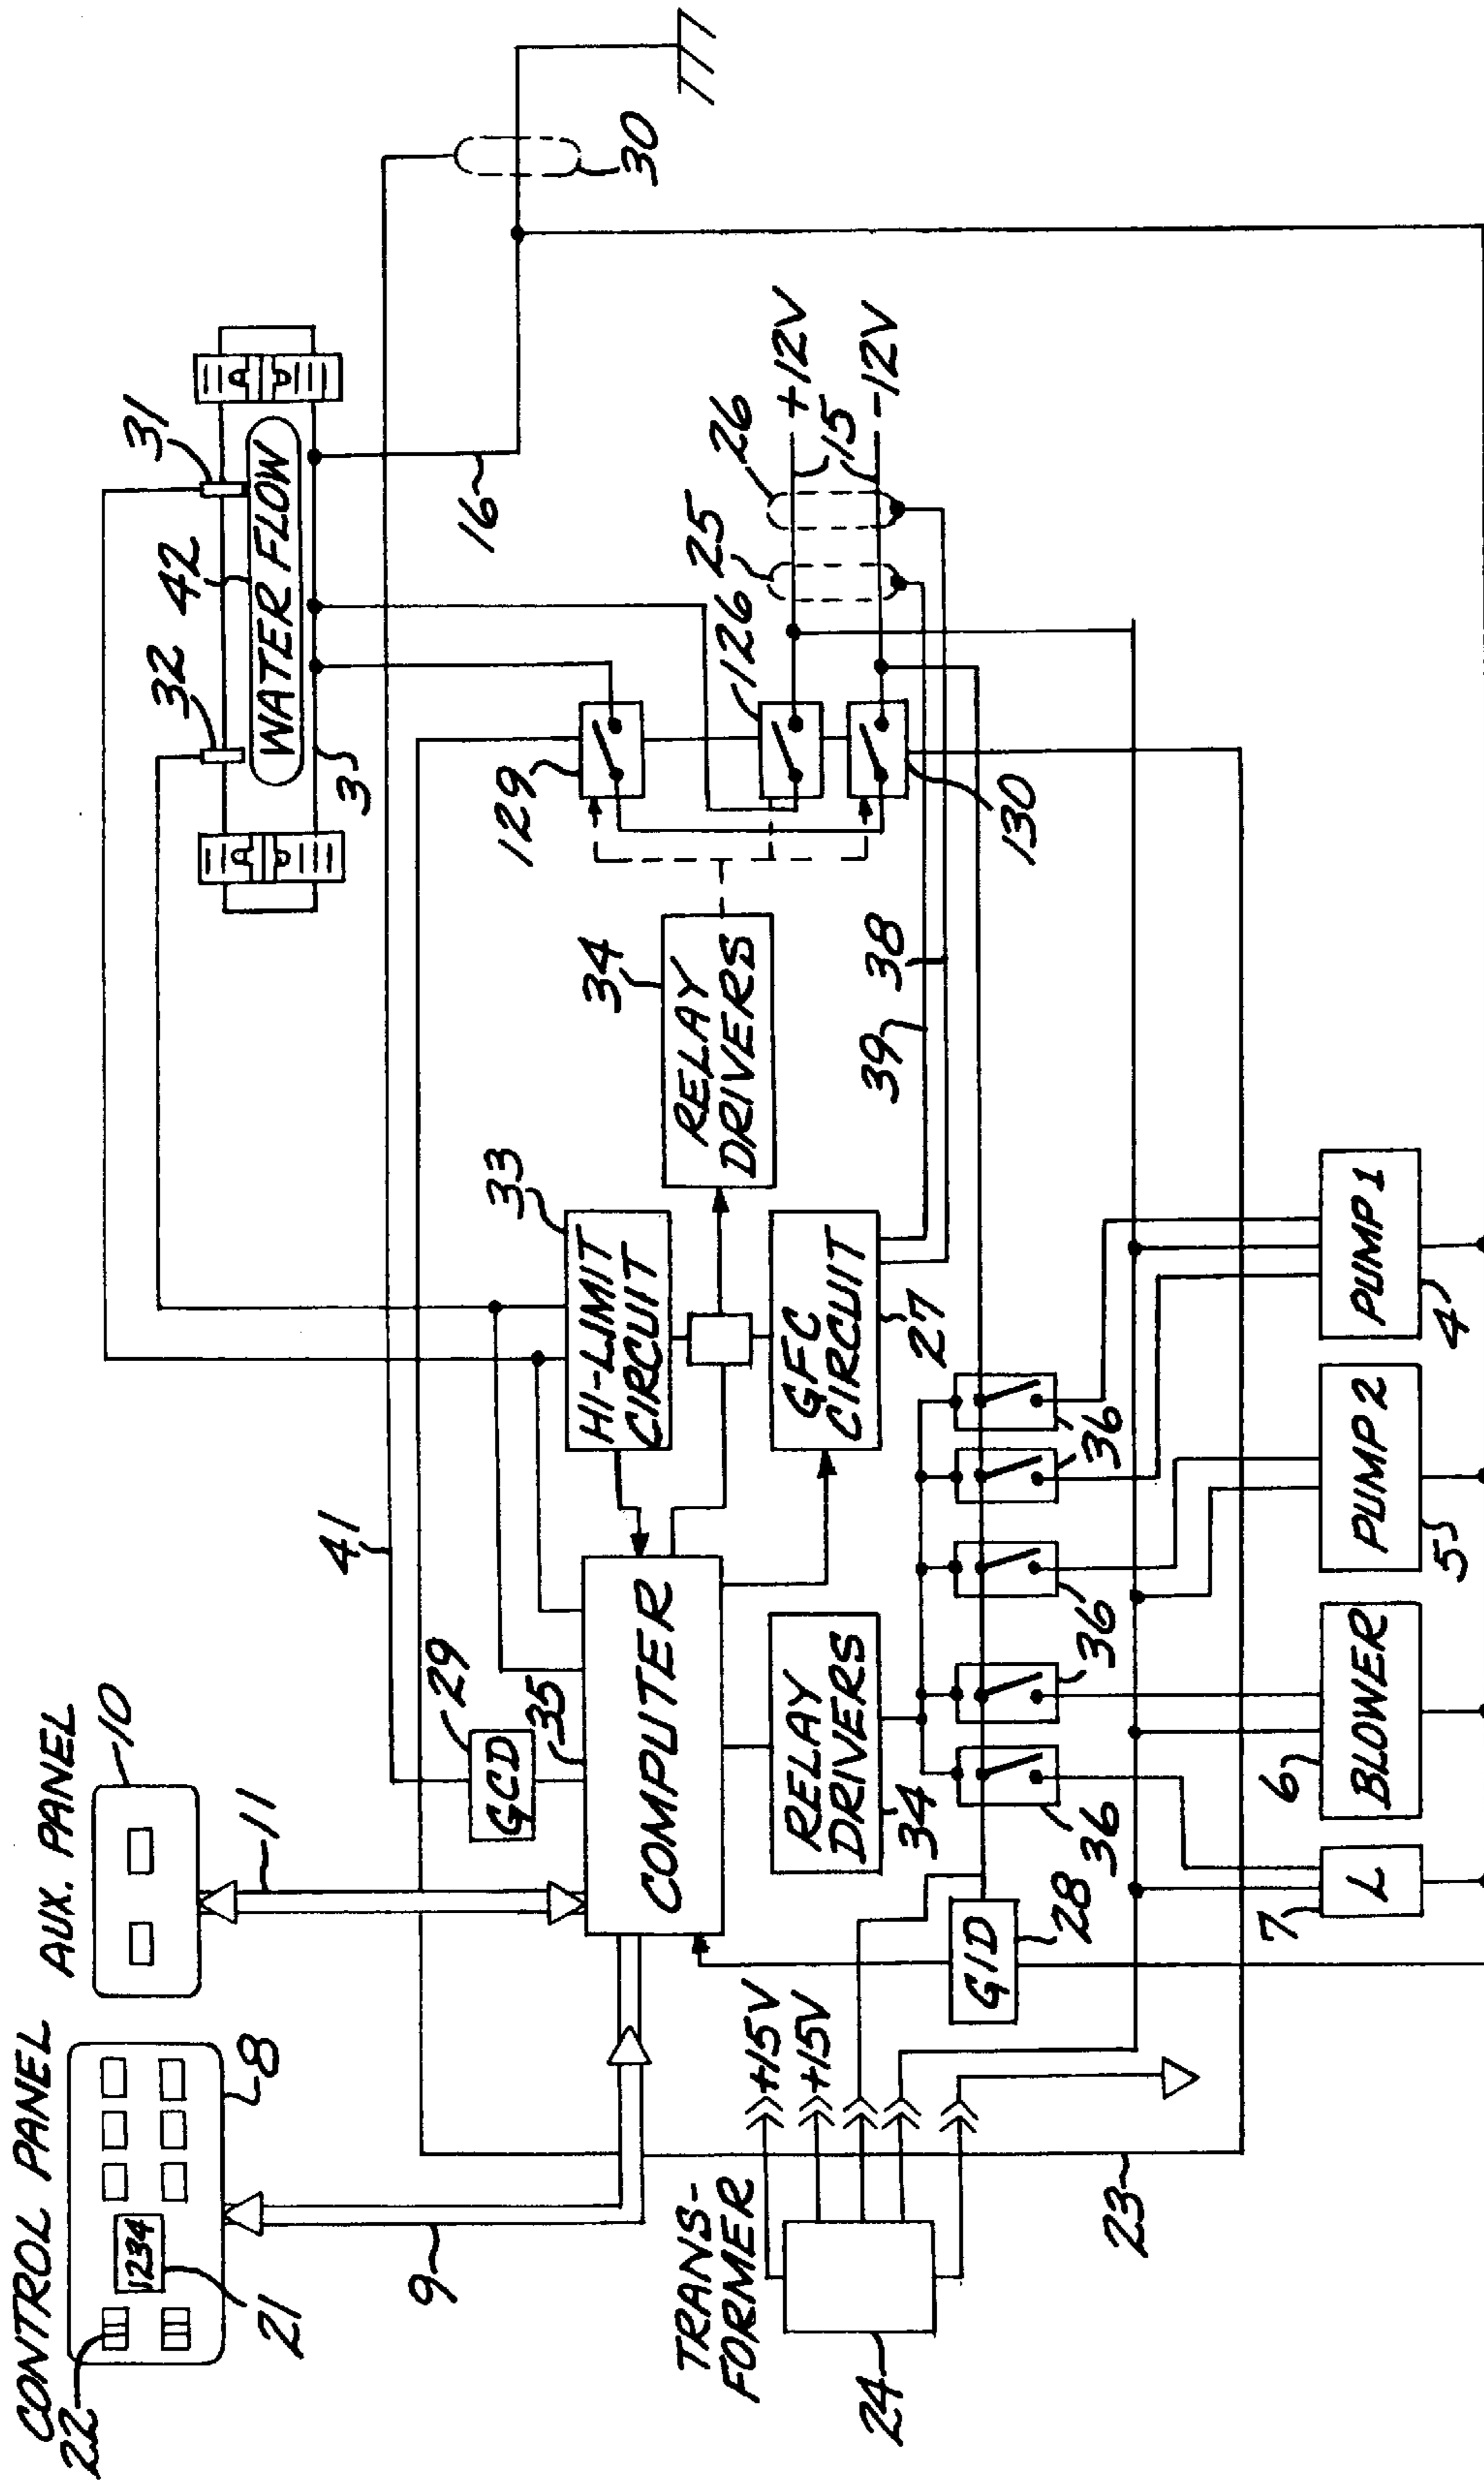 CONTROL PANEL
22
1234
21
8
9
AUX. PANEL
10
11
41
GCD
29
35
COMPUTER
HI-LIMIT
CIRCUIT
33
RELAY
DRIVERS
34
GFC
CIRCUIT
27
RELAY
DRIVERS
34
32
42
31
WATER FLOW
3
16
30
129
126
130
25
26
+12V
15
-12V
39
38
TRANS-
FORMER
24
+15V
+15V
GID
28
36
36
36
36
23
7
L
6
BLOWER
5
PUMP 2
4
PUMP 1